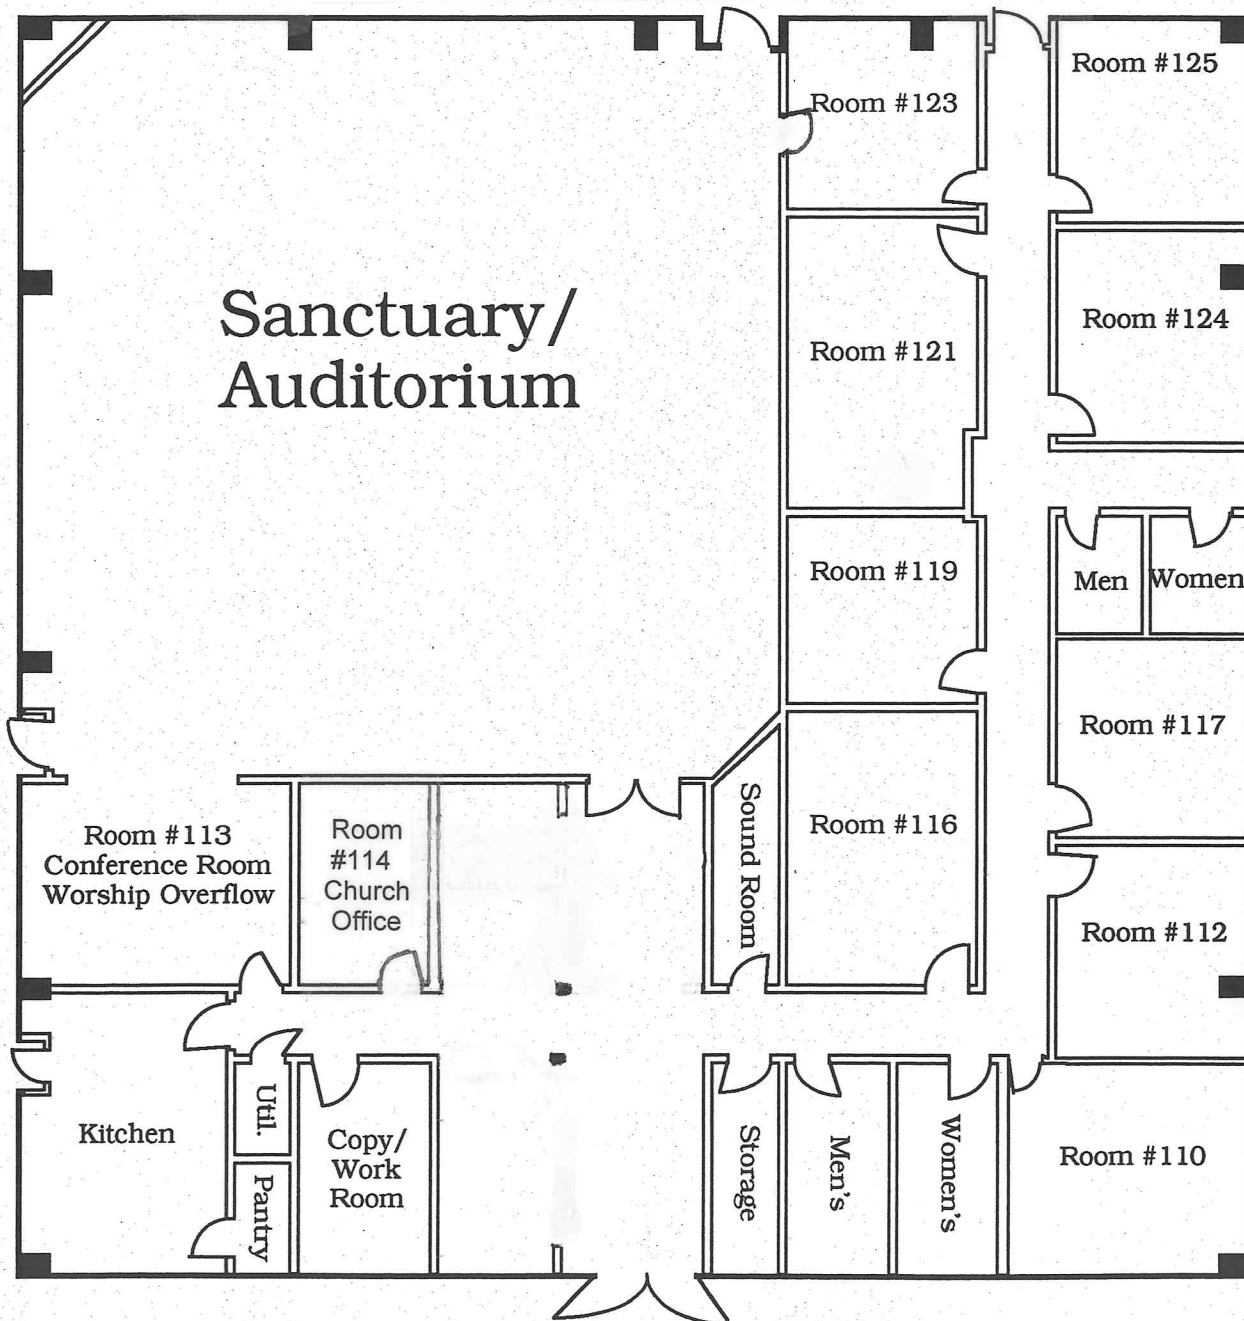 Room #125
Room #123
Sanctuary/
Auditorium
Room #124
Room #121
Room #119
Men
Women
Room #117
Room #116
Sound Room
Room #113
Conference Room
Worship Overflow
Room
#114
Church
Office
Room #112
Kitchen
Util.
Pantry
Copy/
Work
Room
Storage
Men's
Women's
Room #110